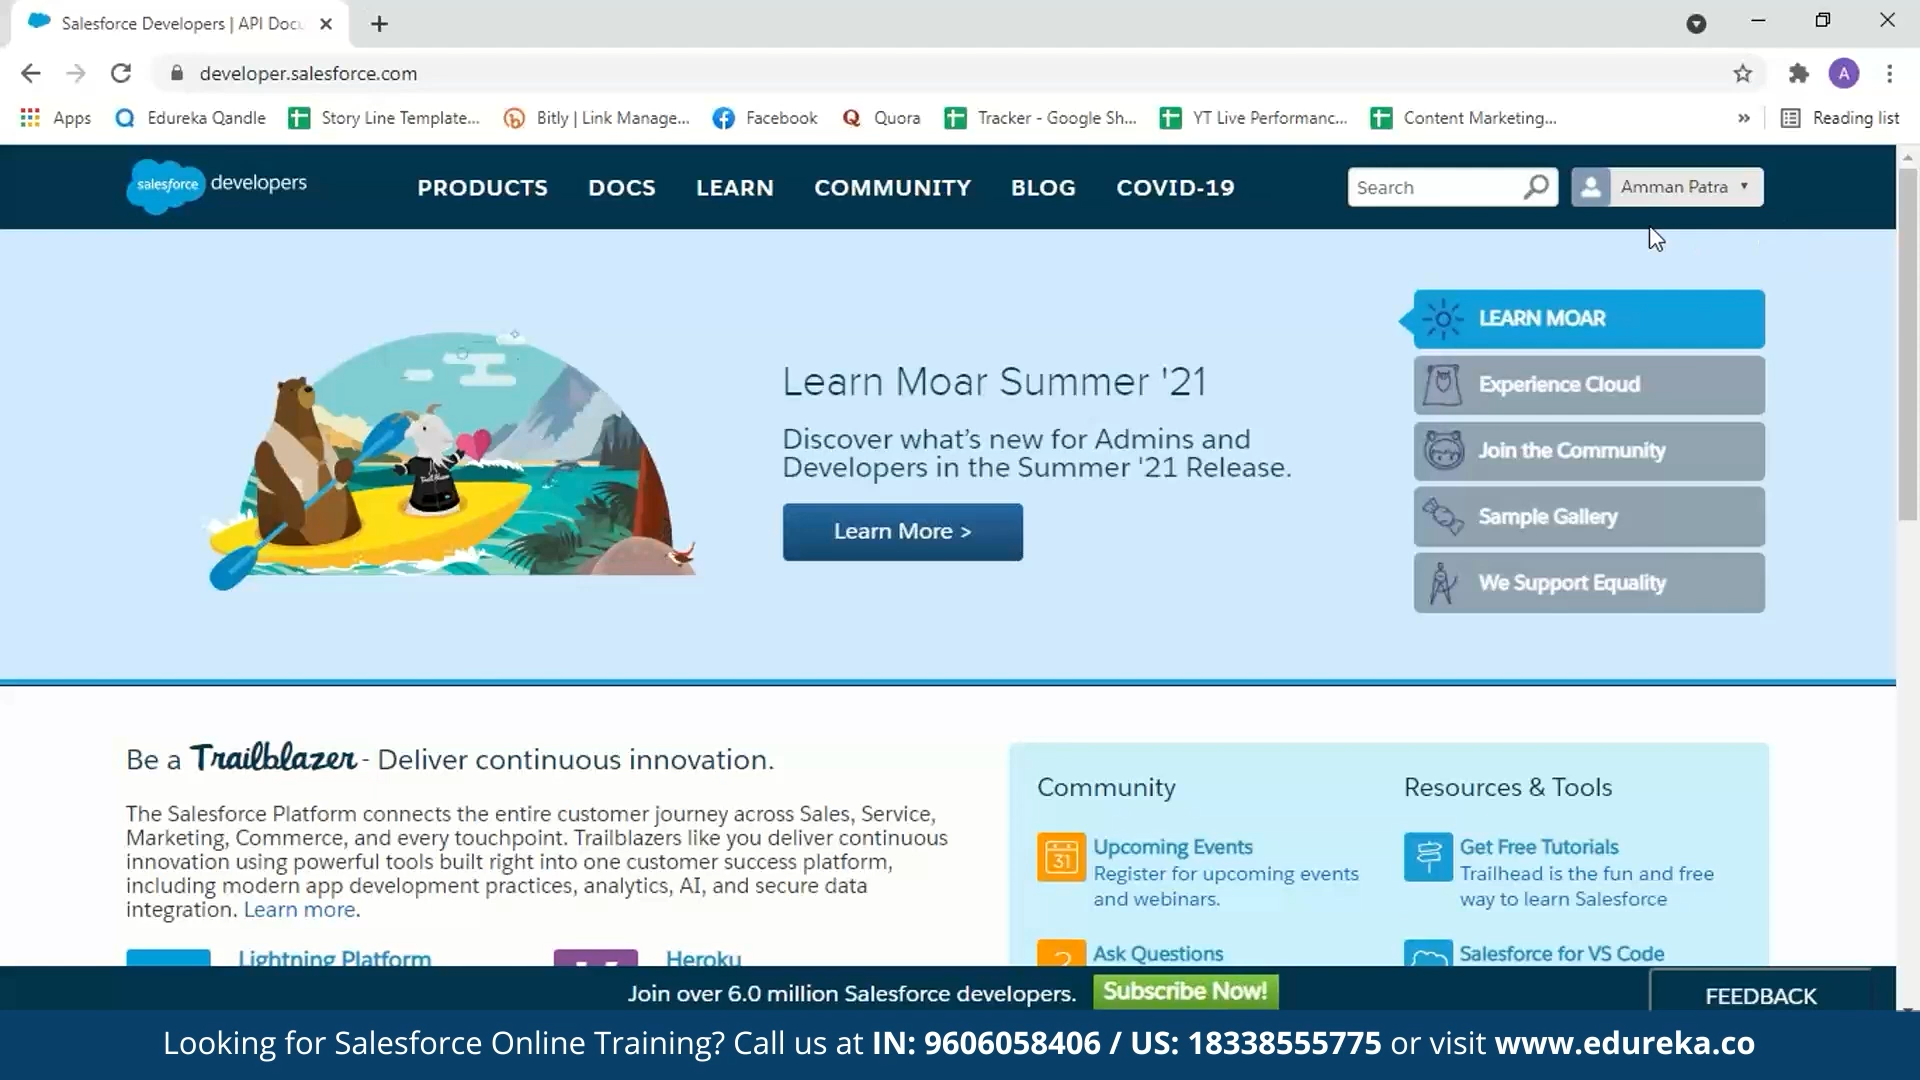 Salesforce Developers | API Docu
developer.salesforce.com
A
Apps
Edureka Qandle
Story Line Template...
Bitly | Link Manage...
Facebook
Quora
Tracker - Google Sh...
YT Live Performanc...
Content Marketing...
»
Reading list
salesforce developers
PRODUCTS
DOCS
LEARN
COMMUNITY
BLOG
COVID-19
Search
Amman Patra
LEARN MOAR
Experience Cloud
Join the Community
Sample Gallery
We Support Equality
Learn Moar Summer '21
Discover what's new for Admins and
Developers in the Summer '21 Release.
Learn More >
Be a Trailblazer - Deliver continuous innovation.
The Salesforce Platform connects the entire customer journey across Sales, Service,
Marketing, Commerce, and every touchpoint. Trailblazers like you deliver continuous
innovation using powerful tools built right into one customer success platform,
including modern app development practices, analytics, AI, and secure data
integration. Learn more.
Lightning Platform
Heroku
Community
31
Upcoming Events
Register for upcoming events
and webinars.
?
Ask Questions
Resources & Tools
Get Free Tutorials
Trailhead is the fun and free
way to learn Salesforce
Salesforce for VS Code
Join over 6.0 million Salesforce developers.
Subscribe Now!
FEEDBACK
Looking for Salesforce Online Training? Call us at IN: 9606058406 / US: 18338555775 or visit www.edureka.co